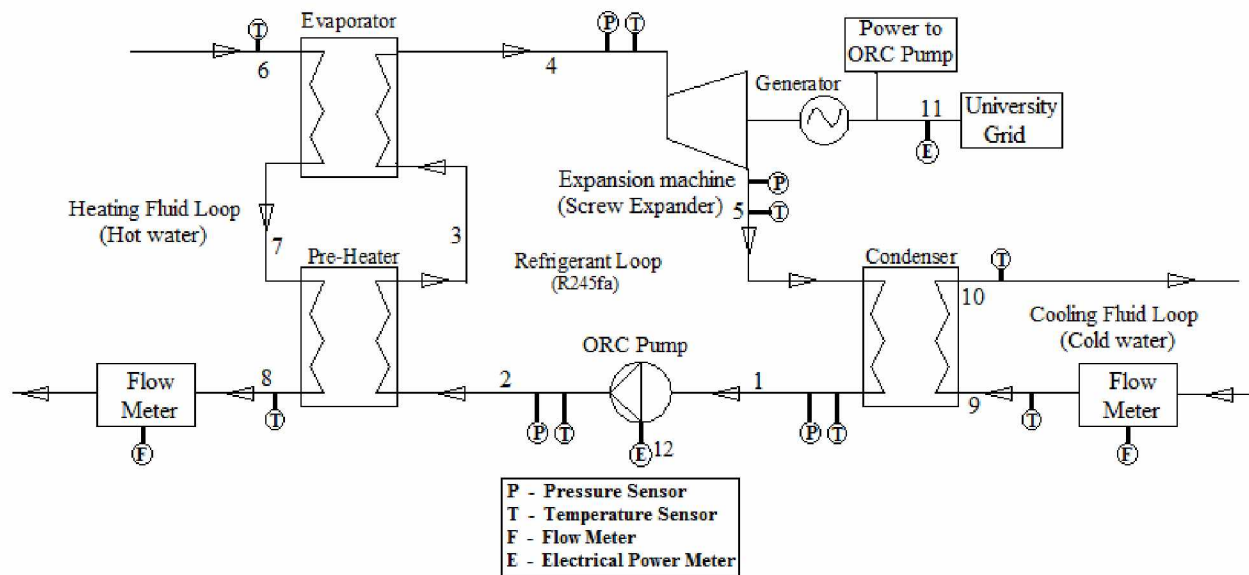 Evaporator
T
6
4
P
T
Power to
ORC Pump
Generator
11
University
Grid
E
Expansion machine
(Screw Expander)
P
5
T
Heating Fluid Loop
(Hot water)
7
3
Pre-Heater
Refrigerant Loop
(R245fa)
Condenser
T
10
Cooling Fluid Loop
(Cold water)
ORC Pump
Flow
Meter
F
8
T
2
P
T
E
12
1
P
T
9
T
Flow
Meter
F
P - Pressure Sensor
T - Temperature Sensor
F - Flow Meter
E - Electrical Power Meter